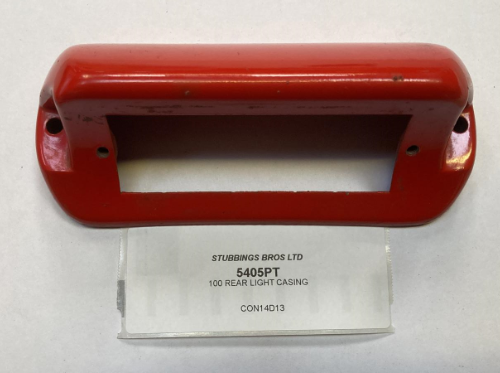 STUBBINGS BROS LTD
5405PT
100 REAR LIGHT CASING
CON14D13